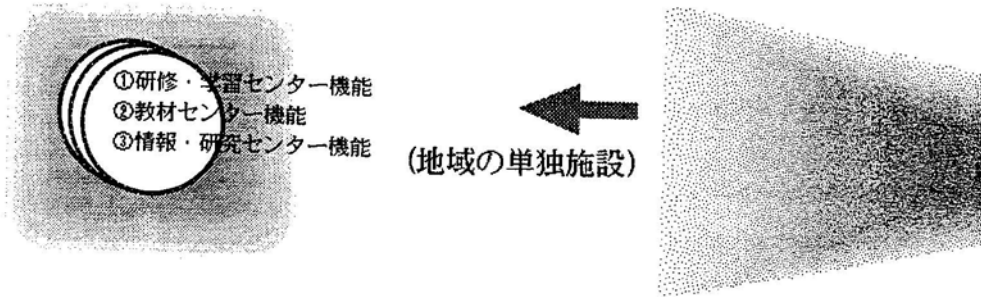 ①研修・学習センター機能
②教材センター機能
③情報・研究センター機能
(地域の単独施設)